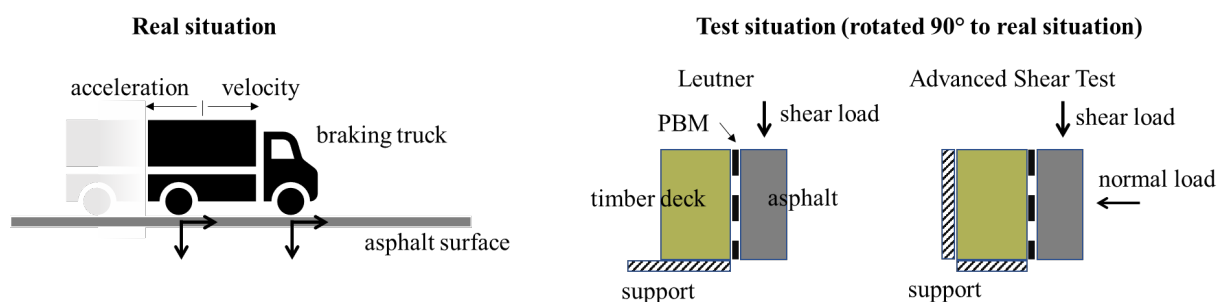 Real situation
acceleration
velocity
braking truck
asphalt surface
Test situation (rotated 90° to real situation)
Leutner
PBM
shear load
timber deck
asphalt
support
Advanced Shear Test
shear load
normal load
support